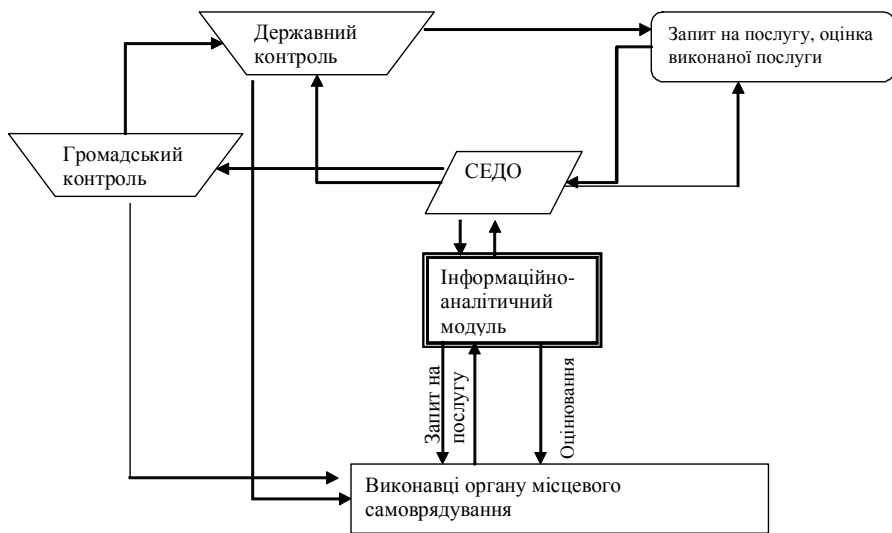 Державний
контроль
Запит на послугу, оцінка
виконаної послуги
Громадський
контроль
СЕДО
Інформаційно-
аналітичний
модуль
Запит на
послугу
Оцінювання
Виконавці органу місцевого
самоврядування